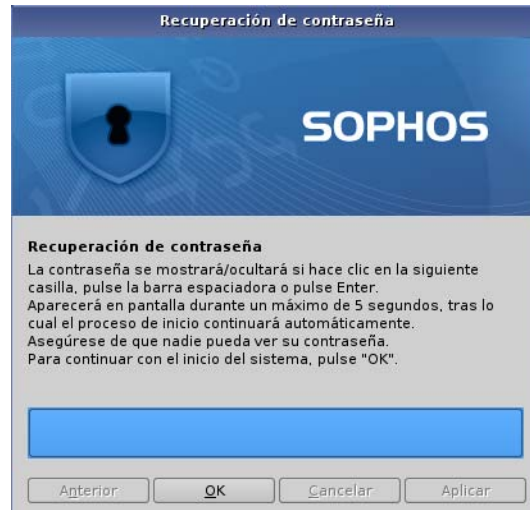 Recuperación de contraseña
SOPHOS
Recuperación de contraseña
La contraseña se mostrará/ocultará si hace clic en la siguiente
casilla, pulse la barra espaciadora o pulse Enter.
Aparecerá en pantalla durante un máximo de 5 segundos, tras lo
cual el proceso de inicio continuará automáticamente.
Asegúrese de que nadie pueda ver su contraseña.
Para continuar con el inicio del sistema, pulse "OK".
Anterior OK Cancelar Aplicar